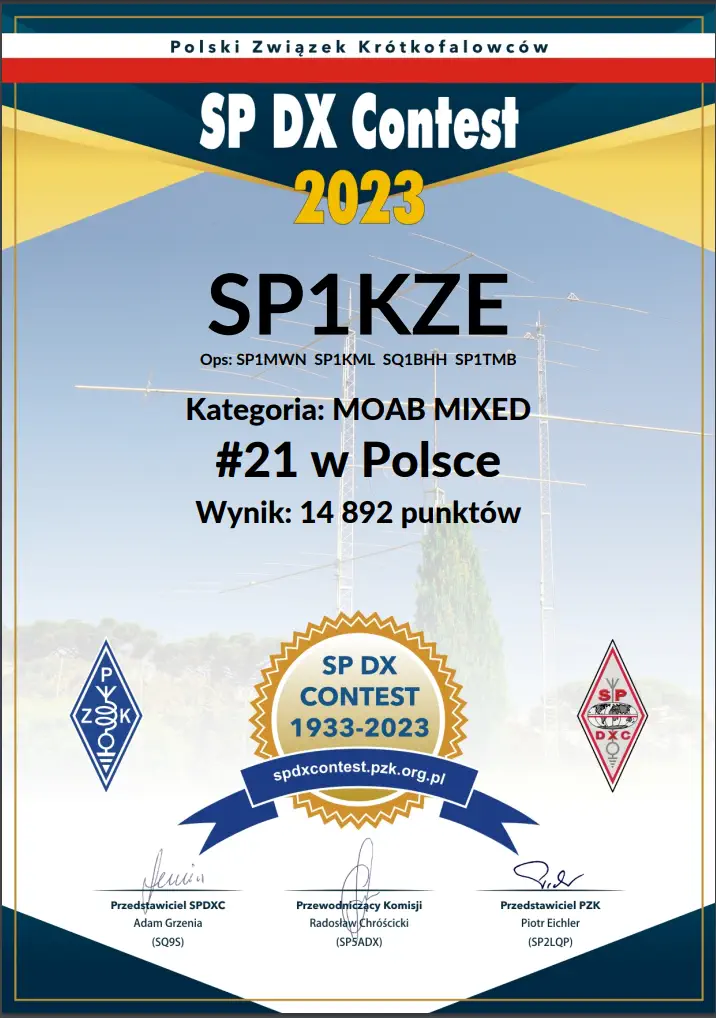 Polski Związek Krótkofalowców
SP DX Contest
2023
SP1KZE
Ops: SP1MWN SP1KML SQ1BHH SP1TMB
Kategoria: MOAB MIXED
#21 w Polsce
Wynik: 14 892 punktów
P
Z K
SP DX
CONTEST
1933-2023
spdxcontest.pzk.org.pl
SP
DXC
Przedstawiciel SPDXC
Adam Grzenia
(SQ9S)
Przewodniczący Komisji
Radosław Chróścicki
(SP5ADX)
Przedstawiciel PZK
Piotr Eichler
(SP2LQP)